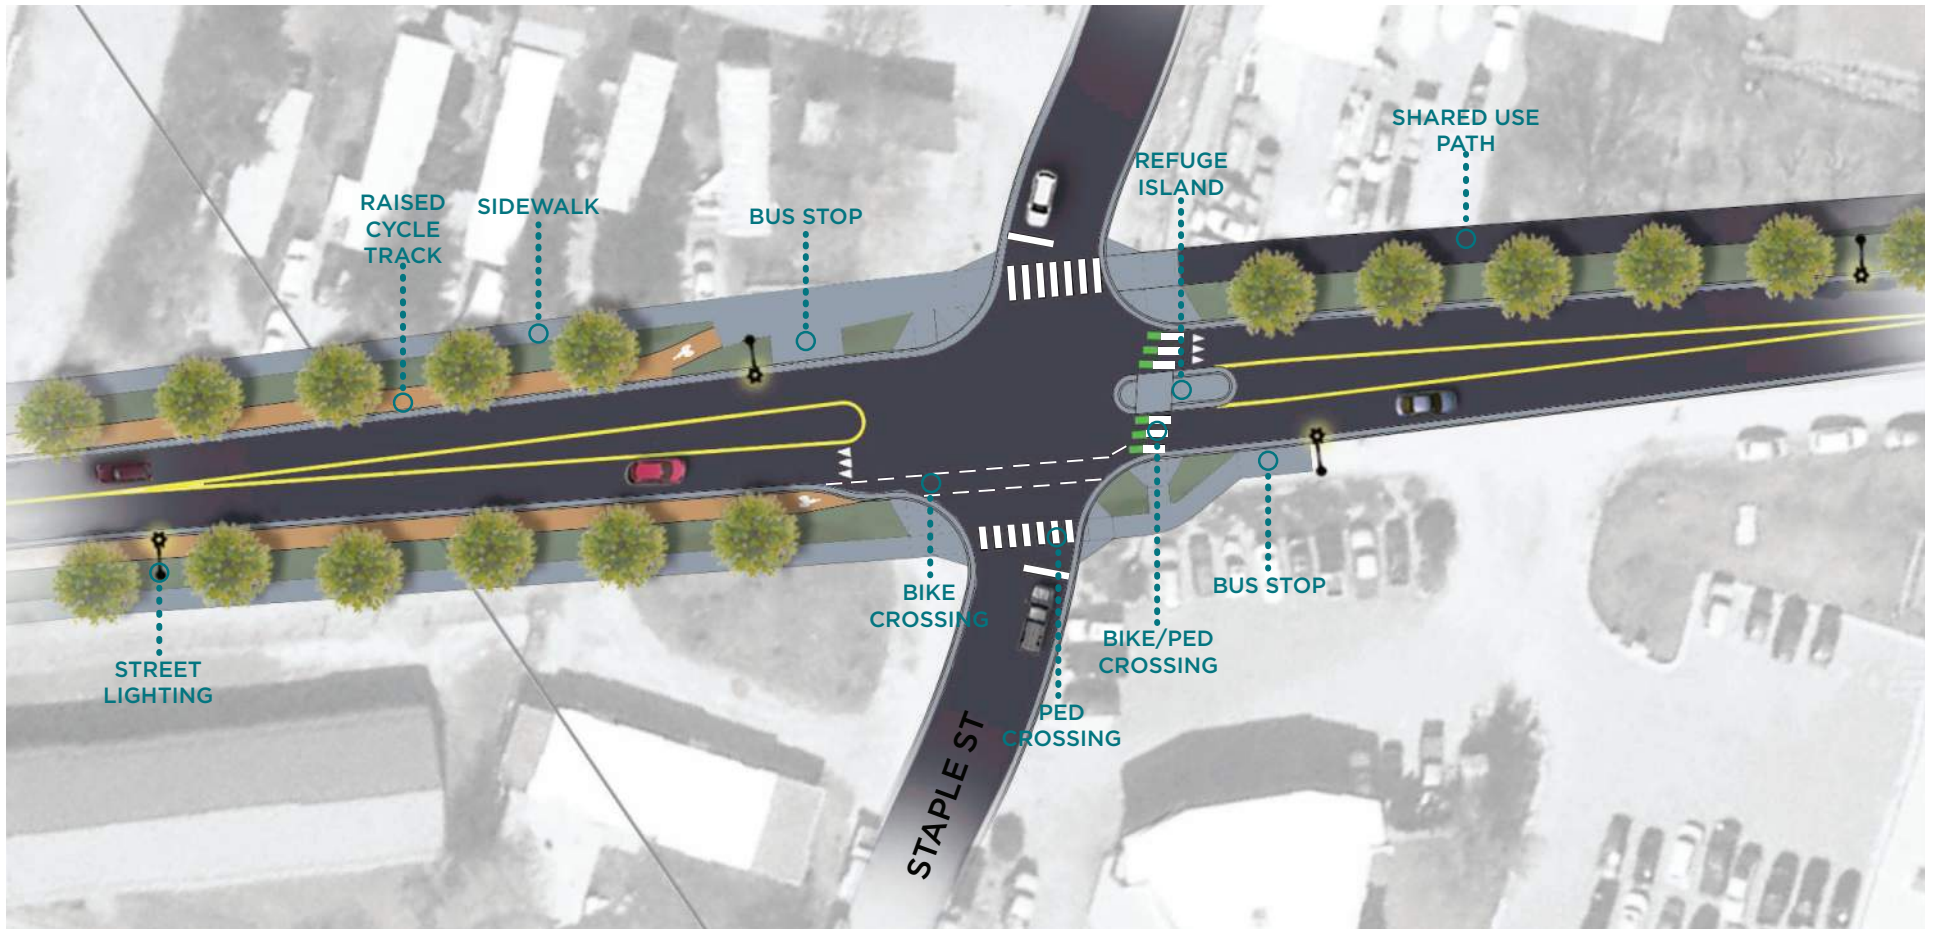 SHARED USE
PATH
REFUGE
ISLAND
RAISED
CYCLE
TRACK
SIDEWALK
BUS STOP
BIKE
CROSSING
BUS STOP
BIKE/PED
CROSSING
STREET
LIGHTING
PED
CROSSING
STAPLE ST